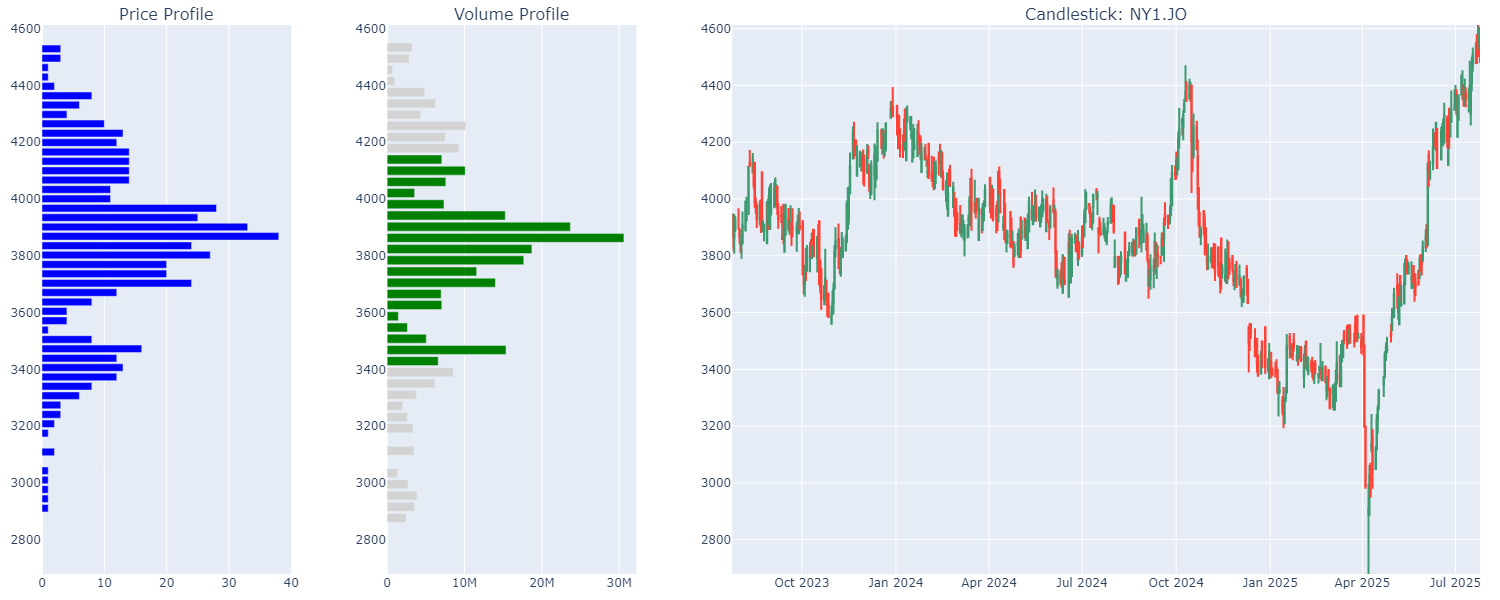 Price Profile
Volume Profile
Candlestick: NY1.JO
4600
4400
4200
4000
3800
3600
3400
3200
3000
2800
0
10
20
30
40
4600
4400
4200
4000
3800
3600
3400
3200
3000
2800
0
10M
20M
30M
4600
4400
4200
4000
3800
3600
3400
3200
3000
2800
Oct 2023
Jan 2024
Apr 2024
Jul 2024
Oct 2024
Jan 2025
Apr 2025
Jul 2025